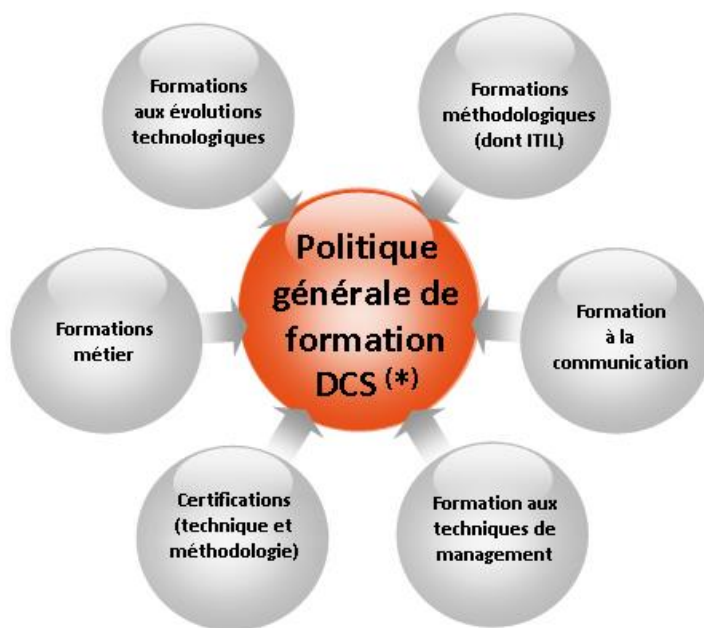 Formations
aux évolutions
technologiques
Formations
méthodologiques
(dont ITIL)
Politique
générale de
formation
DCS (*)
Formations
métier
Formation
à la
communication
Certifications
(technique et
méthodologie)
Formation aux
techniques de
management